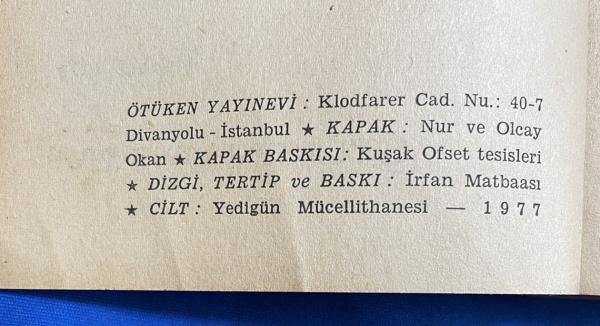 ÖTÜKEN YAYINEVİ : Klodfarer Cad. Nu.: 40-7
Divanyolu - İstanbul ★ KAPAK : Nur ve Olcay
Okan ★ KAPAK BASKISI: Kuşak Ofset tesisleri
★ DİZGİ, TERTİP ve BASKI : İrfan Matbaası
★ CİLT : Yedigün Mücellithanesi — 1977